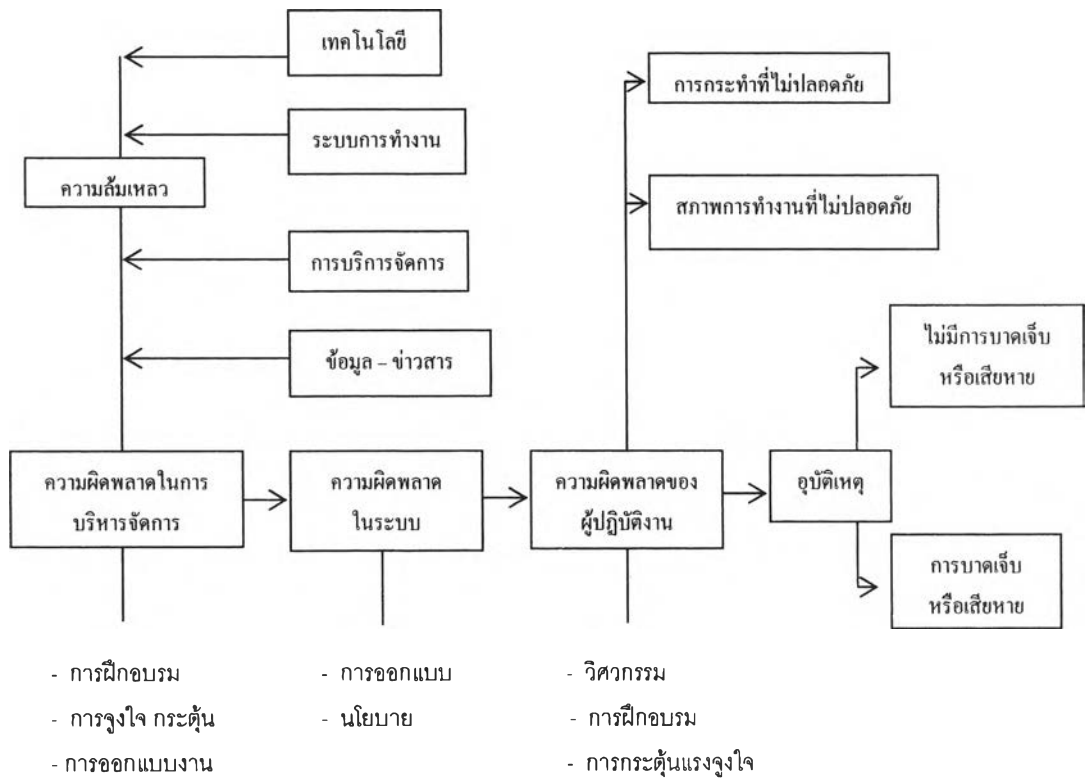 เทคโนโลยี
การกระทำที่ไม่ปลอดภัย
ระบบการทำงาน
ความล้มเหลว
สภาพการทำงานที่ไม่ปลอดภัย
การบริการจัดการ
ข้อมูล – ข่าวสาร
ไม่มีการบาดเจ็บ
หรือเสียหาย
ความผิดพลาดในการ
บริหารจัดการ
ความผิดพลาด
ในระบบ
ความผิดพลาดของ
ผู้ปฎิบัติงาน
อุบัติเหตุ
การบาดเจ็บ
หรือเสียหาย
- การฝึกอบรม
- การจูงใจ กระตุ้น
- การออกแบบงาน
- การออกแบบ
- นโยบาย
- วิศวกรรม
- การฝึกอบรม
- การกระตุ้นแรงจูงใจ